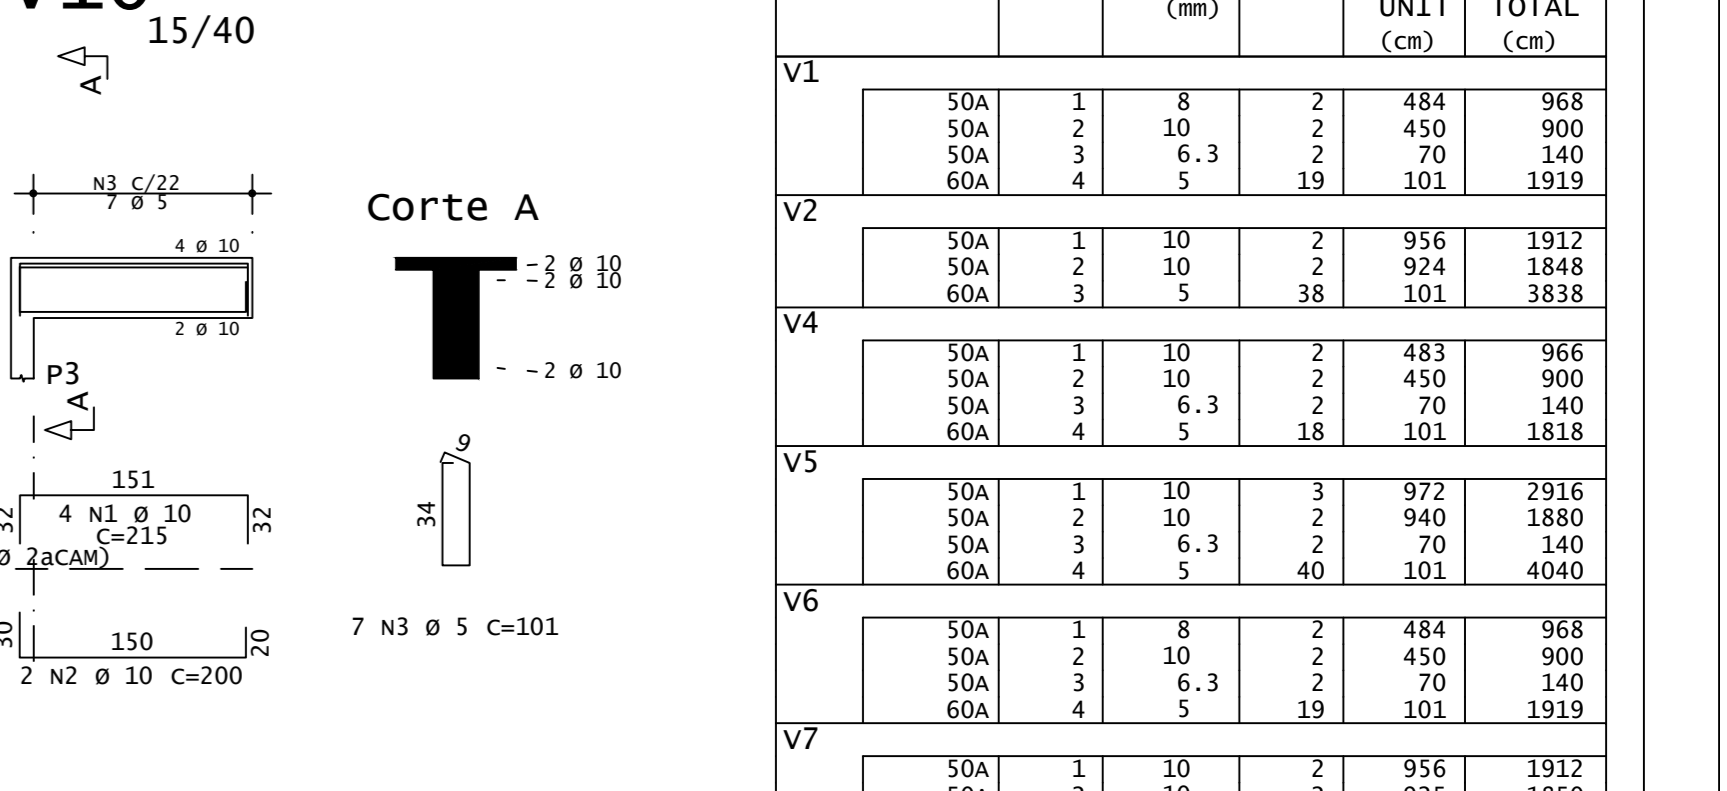 15/40
A
N3 C/22
7 Ø 5
4 Ø 10
2 Ø 10
P3
A
151
32
4 N1 Ø 10
32
C=215
Ø 2aCAM)
30
150
20
2 N2 Ø 10 C=200
Corte A
2 Ø 10
2 Ø 10
2 Ø 10
9
34
7 N3 Ø 5 C=101
(mm) UNIT TOTAL
(cm) (cm)
V1
50A 1 8 2 484 968
50A 2 10 2 450 900
50A 3 6.3 2 70 140
60A 4 5 19 101 1919
V2
50A 1 10 2 956 1912
50A 2 10 2 924 1848
60A 3 5 38 101 3838
V4
50A 1 10 2 483 966
50A 2 10 2 450 900
50A 3 6.3 2 70 140
60A 4 5 18 101 1818
V5
50A 1 10 3 972 2916
50A 2 10 2 940 1880
50A 3 6.3 2 70 140
60A 4 5 40 101 4040
V6
50A 1 8 2 484 968
50A 2 10 2 450 900
50A 3 6.3 2 70 140
60A 4 5 19 101 1919
V7
50A 1 10 2 956 1912